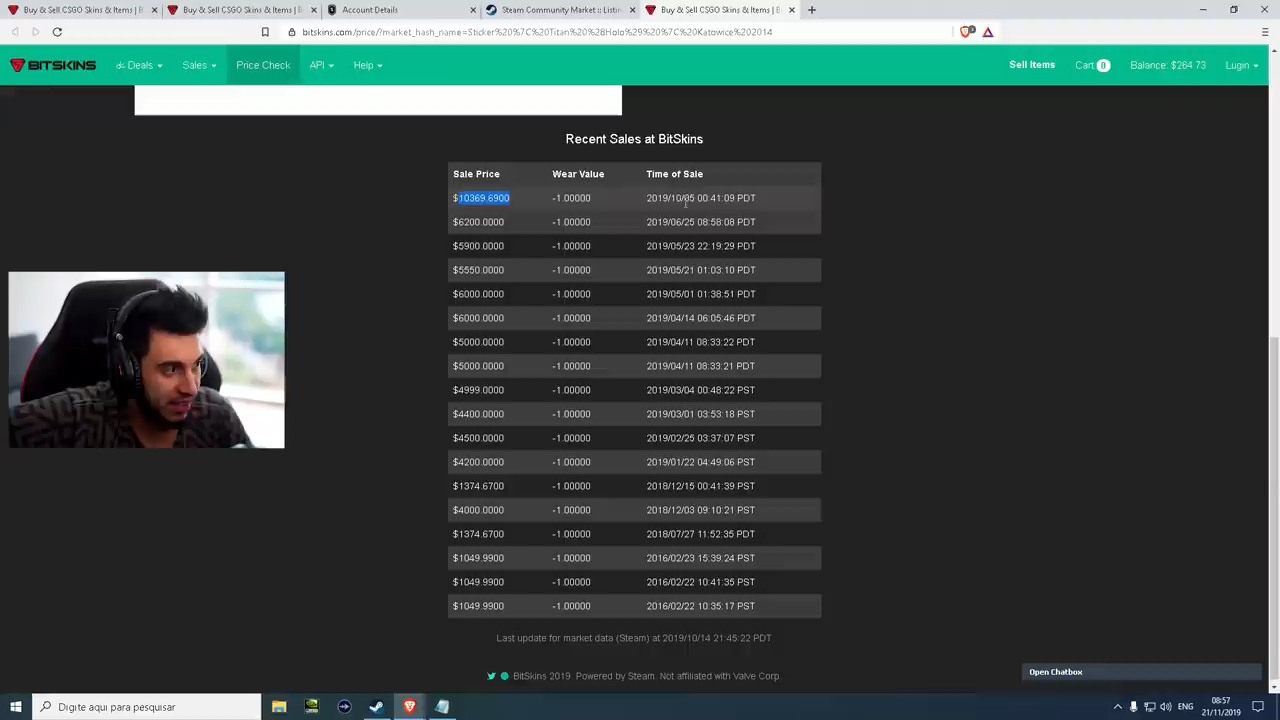 Buy & Sell CSGO Skins & Items | B
Buy & Sell CSGO Skins & Items | B
Account Details
Steam Community Market :: Listin
Buy & Sell CSGO Skins & Items | B
bitskins.com/price/?market_hash_name=Sticker%20%7C%20Titan%20%28Holo%29%20%7C%20Katowice%202014
BITSKINS
Deals
Sales
Price Check
API
Help
Sell Items
Cart 0
Balance: $264.73
Login
Recent Sales at BitSkins
Sale Price Wear Value Time of Sale
$10369.6900 -1.00000 2019/10/05 00:41:09 PDT
$6200.0000 -1.00000 2019/06/25 08:58:08 PDT
$5900.0000 -1.00000 2019/05/23 22:19:29 PDT
$5550.0000 -1.00000 2019/05/21 01:03:10 PDT
$6000.0000 -1.00000 2019/05/01 01:38:51 PDT
$6000.0000 -1.00000 2019/04/14 06:05:46 PDT
$5000.0000 -1.00000 2019/04/11 08:33:22 PDT
$5000.0000 -1.00000 2019/04/11 08:33:21 PDT
$4999.0000 -1.00000 2019/03/04 00:48:22 PST
$4400.0000 -1.00000 2019/03/01 03:53:18 PST
$4500.0000 -1.00000 2019/02/25 03:37:07 PST
$4200.0000 -1.00000 2019/01/22 04:49:06 PST
$1374.6700 -1.00000 2018/12/15 00:41:39 PST
$4000.0000 -1.00000 2018/12/03 09:10:21 PST
$1374.6700 -1.00000 2018/07/27 11:52:35 PDT
$1049.9900 -1.00000 2016/02/23 15:39:24 PST
$1049.9900 -1.00000 2016/02/22 10:41:35 PST
$1049.9900 -1.00000 2016/02/22 10:35:17 PST
Last update for market data (Steam) at 2019/10/14 21:45:22 PDT
BitSkins 2019. Powered by Steam. Not affiliated with Valve Corp.
Open Chatbox
Digite aqui para pesquisar
ENG
08:57
21/11/2019